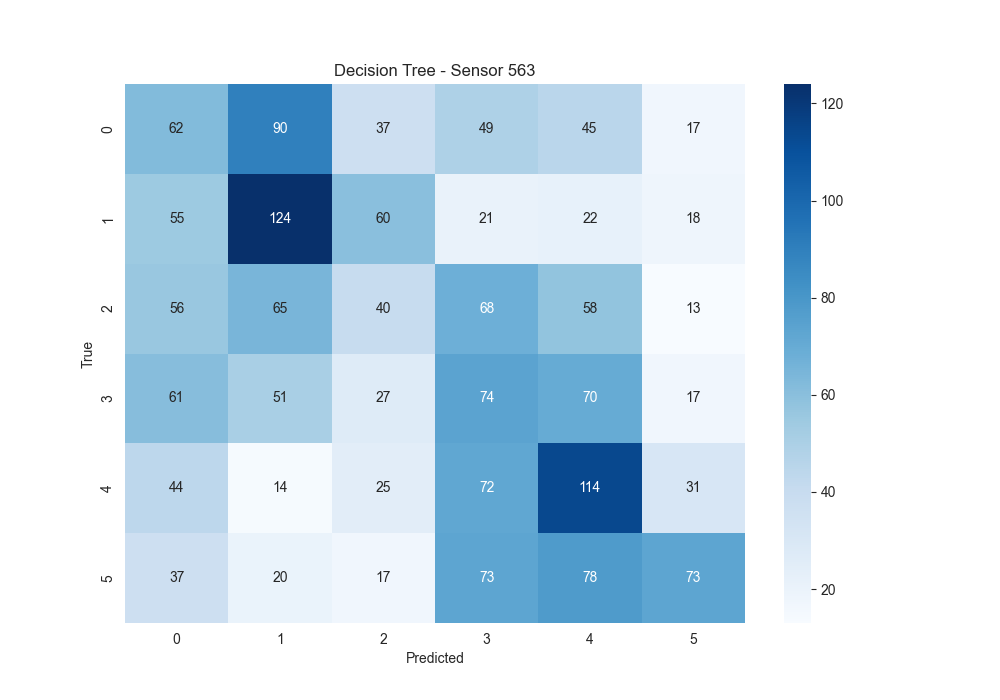 Decision Tree - Sensor 563
0 62 90 37 49 45 17
1 55 124 60 21 22 18
2 56 65 40 68 58 13
3 61 51 27 74 70 17
4 44 14 25 72 114 31
5 37 20 17 73 78 73
0 1 2 3 4 5
Predicted
True
120
100
80
60
40
20